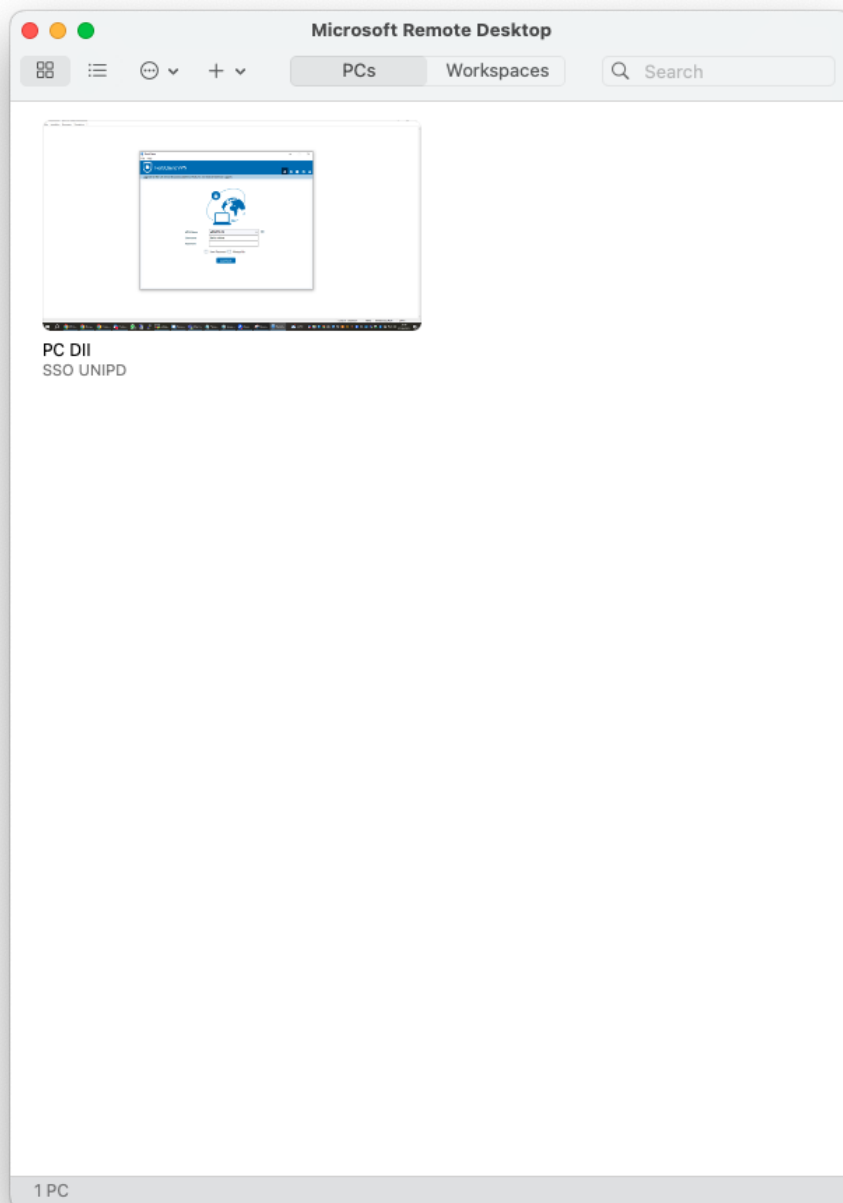 Microsoft Remote Desktop
PCs Workspaces Search
PC DII
SSO UNIPD
1 PC